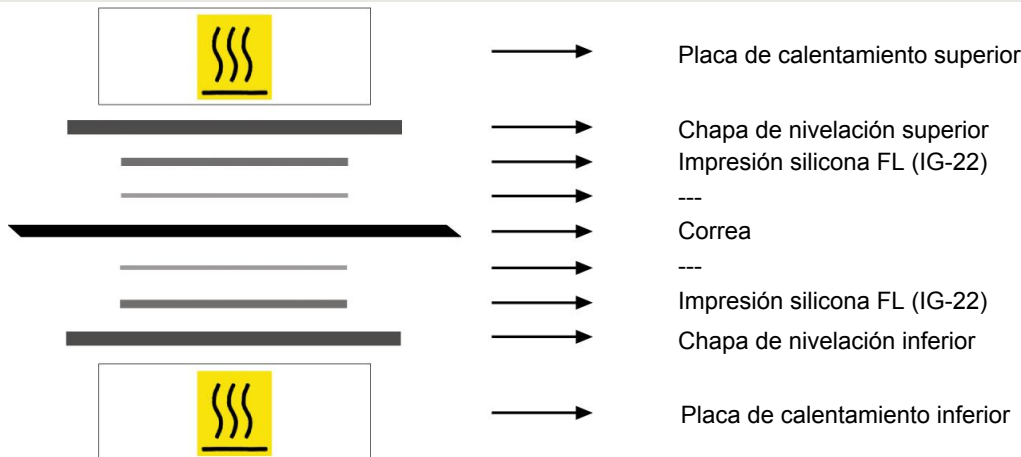 Placa de calentamiento superior
Chapa de nivelación superior
Impresión silicona FL (IG-22)
---
Correa
---
Impresión silicona FL (IG-22)
Chapa de nivelación inferior
Placa de calentamiento inferior